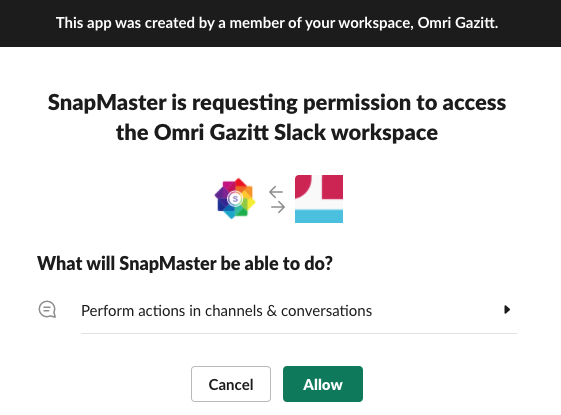 This app was created by a member of your workspace, Omri Gazitt.
SnapMaster is requesting permission to access
the Omri Gazitt Slack workspace
S
What will SnapMaster be able to do?
Perform actions in channels & conversations
Cancel
Allow